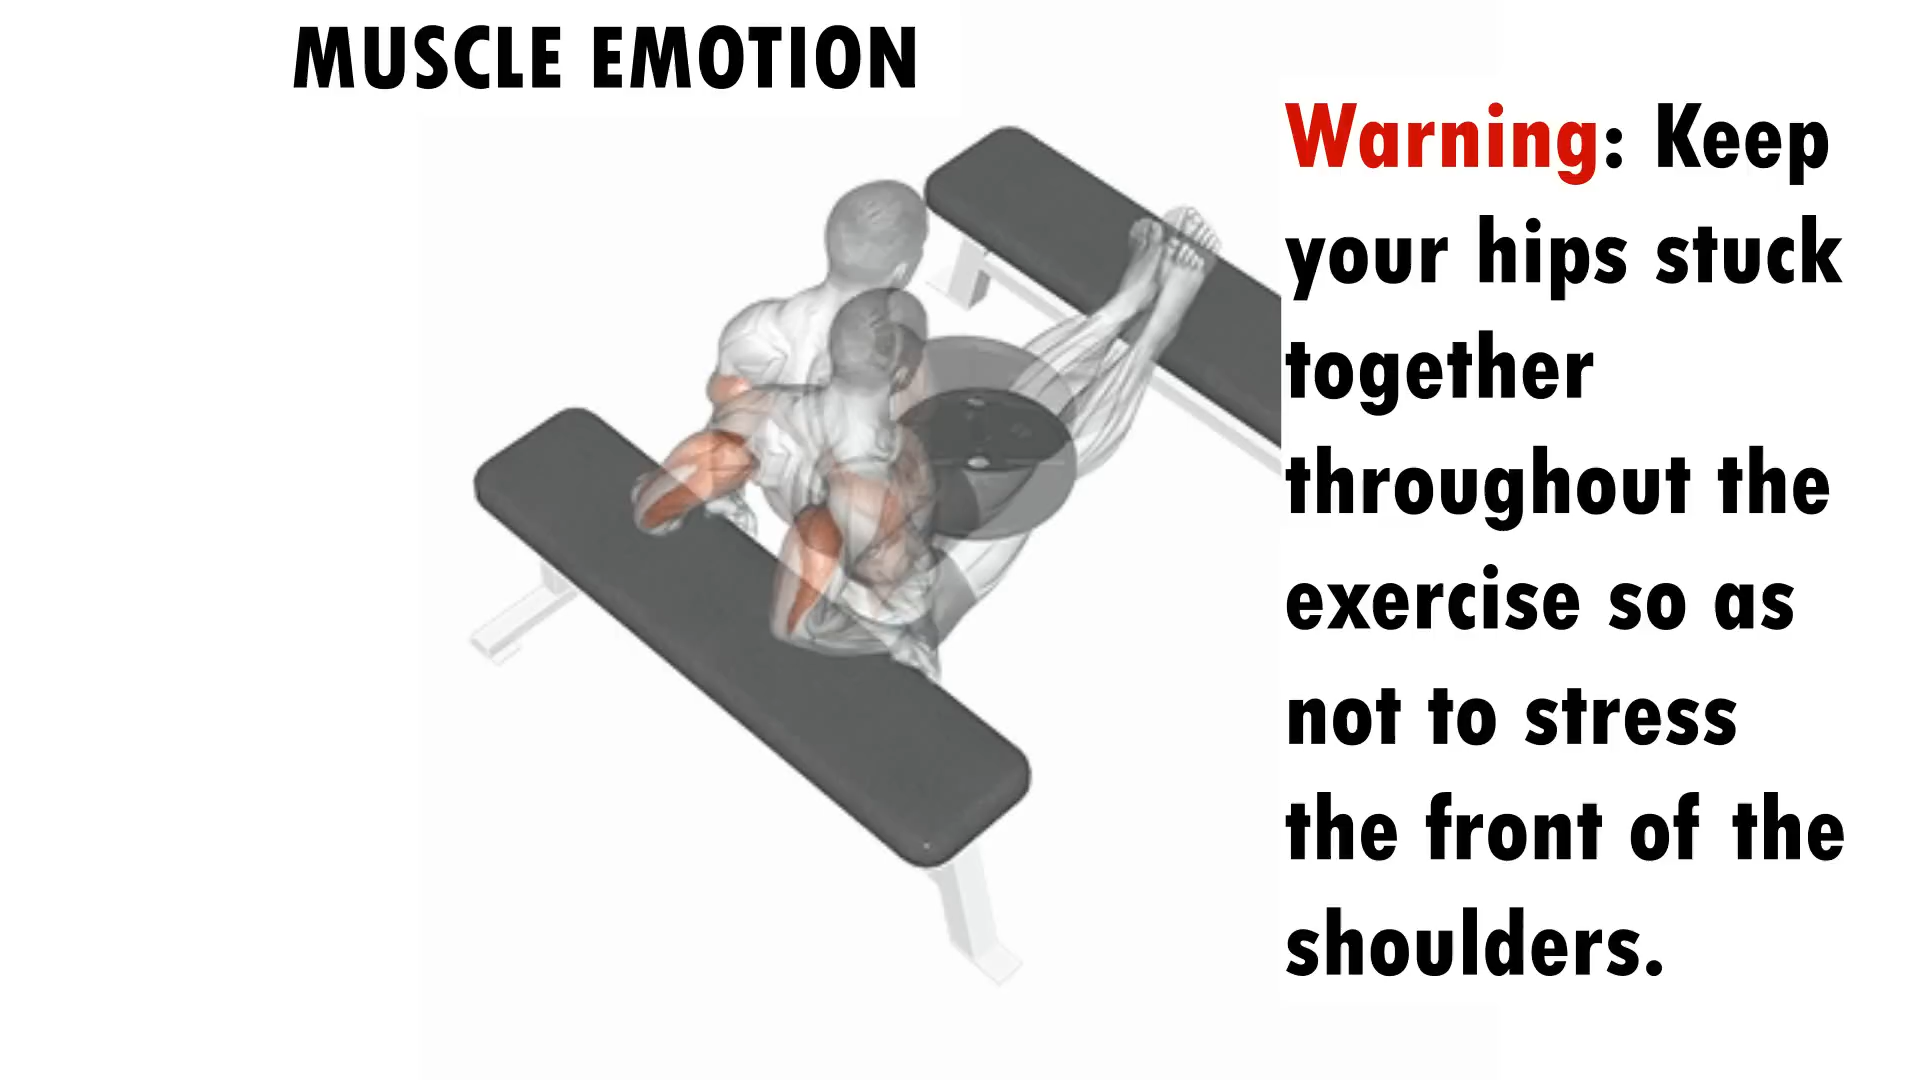 MUSCLE EMOTION
Warning: Keep
your hips stuck
together
throughout the
exercise so as
not to stress
the front of the
shoulders.